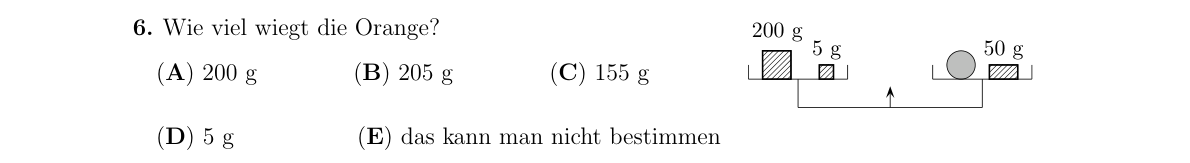 6. Wie viel wiegt die Orange?
(A) 200 g (B) 205 g (C) 155 g
(D) 5 g (E) das kann man nicht bestimmen
200 g
5 g
50 g